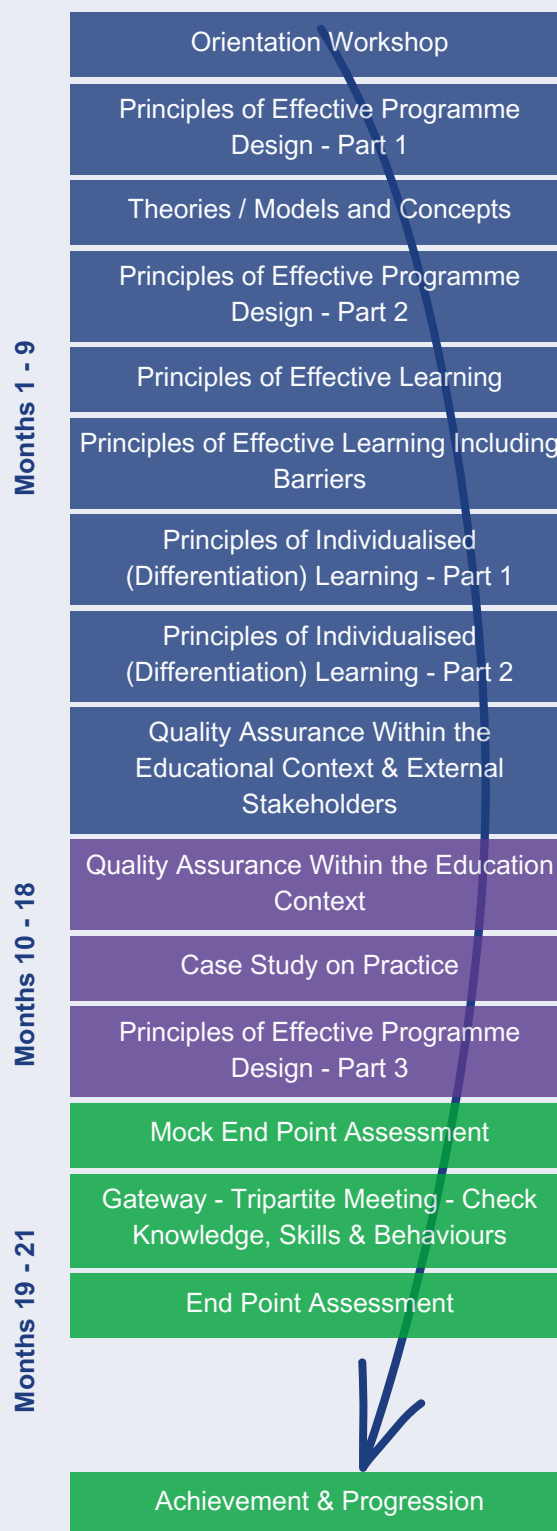 Orientation Workshop
Principles of Effective Programme
Design - Part 1
Theories / Models and Concepts
Principles of Effective Programme
Design - Part 2
Months 1 - 9
Principles of Effective Learning
Principles of Effective Learning Including
Barriers
Principles of Individualised
(Differentiation) Learning - Part 1
Principles of Individualised
(Differentiation) Learning - Part 2
Quality Assurance Within the
Educational Context & External
Stakeholders
Months 10 - 18
Quality Assurance Within the Education
Context
Case Study on Practice
Principles of Effective Programme
Design - Part 3
Months 19 - 21
Mock End Point Assessment
Gateway - Tripartite Meeting - Check
Knowledge, Skills & Behaviours
End Point Assessment
Achievement & Progression